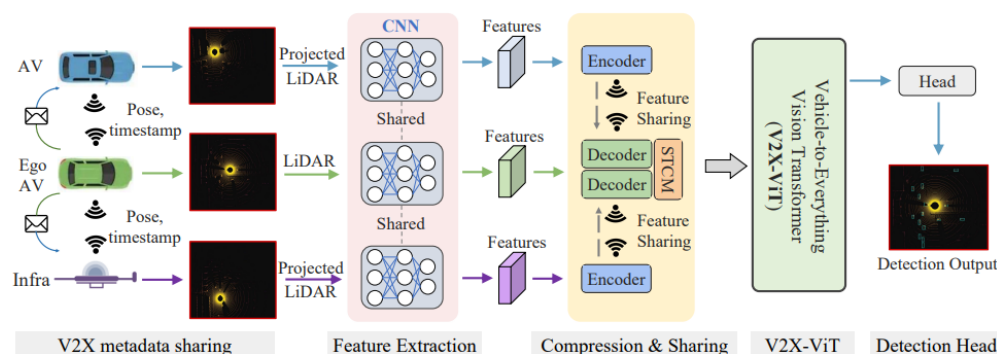 AV
Pose,
timestamp
Ego
AV
Pose,
timestamp
Infra
Projected
LiDAR
LiDAR
Projected
LiDAR
CNN
Shared
Shared
Features
Features
Features
Encoder
Feature
Sharing
Decoder
Decoder
STCM
Feature
Sharing
Encoder
Vehicle-to-Everything
Vision Transformer
(V2X-ViT)
Head
Detection Output
V2X metadata sharing
Feature Extraction
Compression & Sharing
V2X-ViT
Detection Head